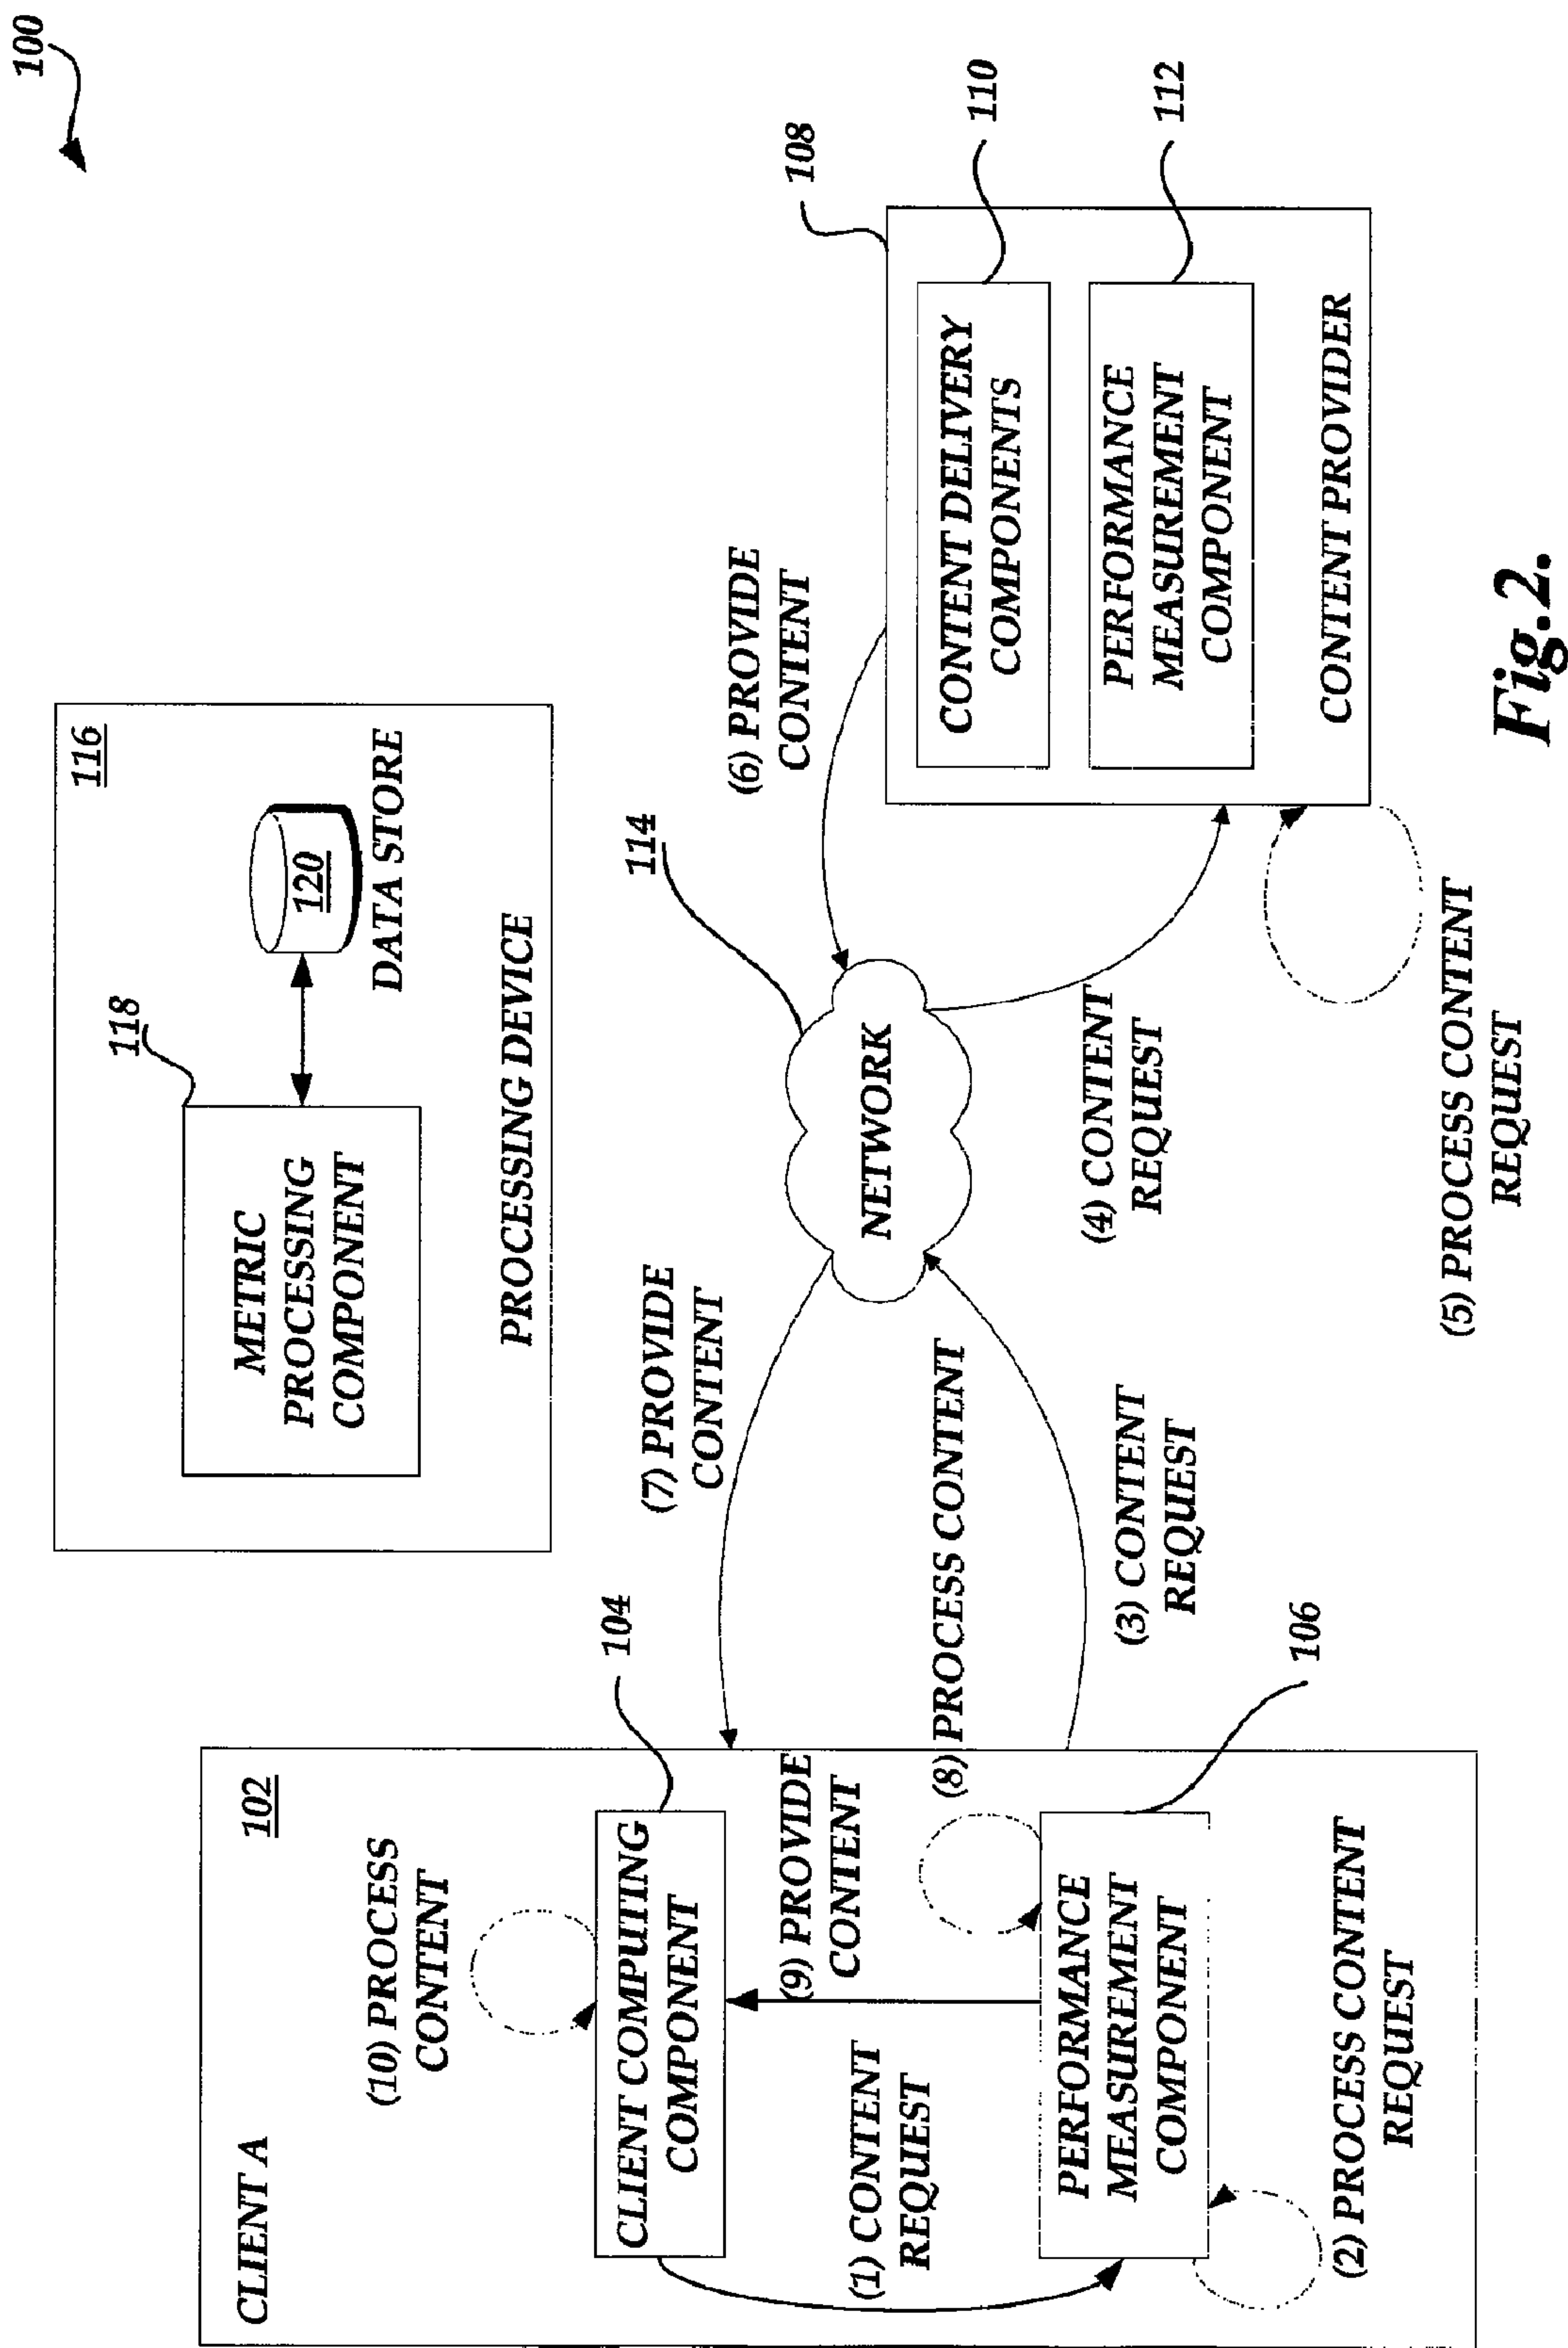 100
116
118
METRIC
PROCESSING
COMPONENT
120
DATA STORE
PROCESSING DEVICE
CLIENT A
102
(10) PROCESS
CONTENT
104
CLIENT COMPUTING
COMPONENT
(9) PROVIDE
CONTENT
(1) CONTENT
REQUEST
(8) PROCESS CONTENT
PERFORMANCE
MEASUREMENT
COMPONENT
106
(2) PROCESS CONTENT
REQUEST
(7) PROVIDE
CONTENT
(3) CONTENT
REQUEST
114
NETWORK
(6) PROVIDE
CONTENT
(4) CONTENT
REQUEST
108
110
CONTENT DELIVERY
COMPONENTS
112
PERFORMANCE
MEASUREMENT
COMPONENT
CONTENT PROVIDER
(5) PROCESS CONTENT
REQUEST
Fig.2.